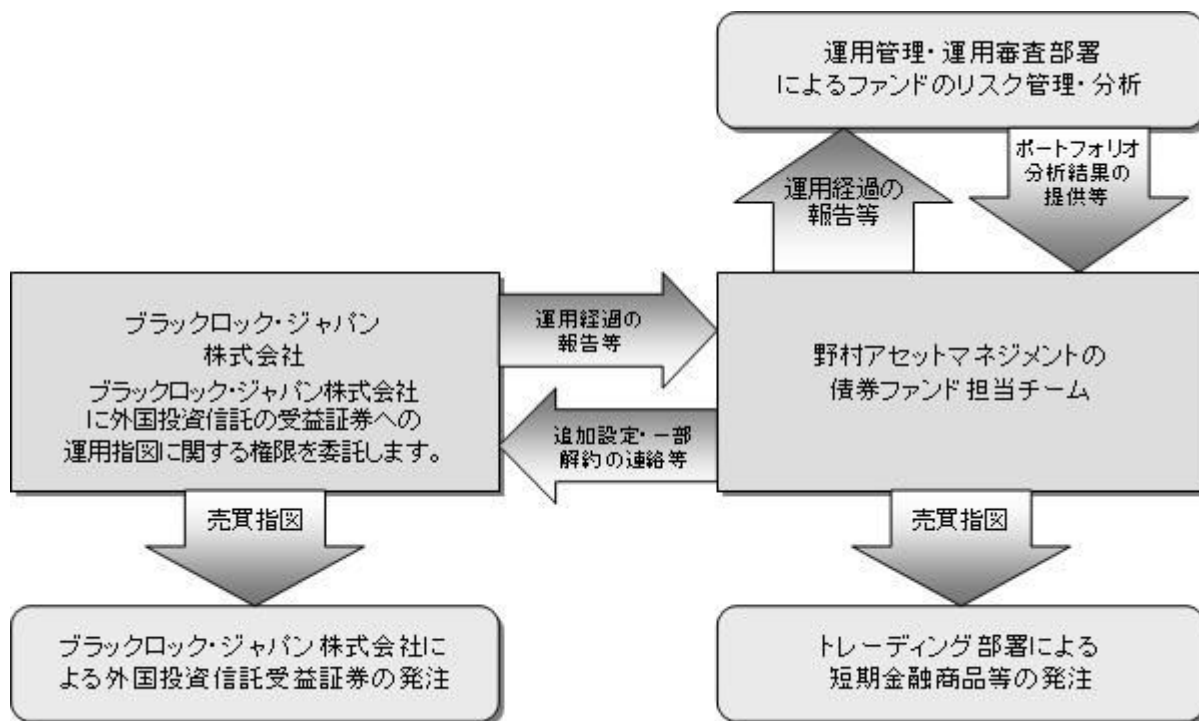 運用管理・運用審査部署
によるファンドのリスク管理・分析
ポートフォリオ
分析結果の
提供等
運用経過の
報告等
ブラックロック・ジャパン
株式会社
ブラックロック・ジャパン株式会社
に外国投資信託の受益証券への
運用指図に関する権限を委託します。
運用経過の
報告等
野村アセットマネジメントの
債券ファンド担当チーム
追加設定・一部
解約の連絡等
売買指図
売買指図
ブラックロック・ジャパン株式会社に
よる外国投資信託受益証券の発注
トレーディング部署による
短期金融商品等の発注